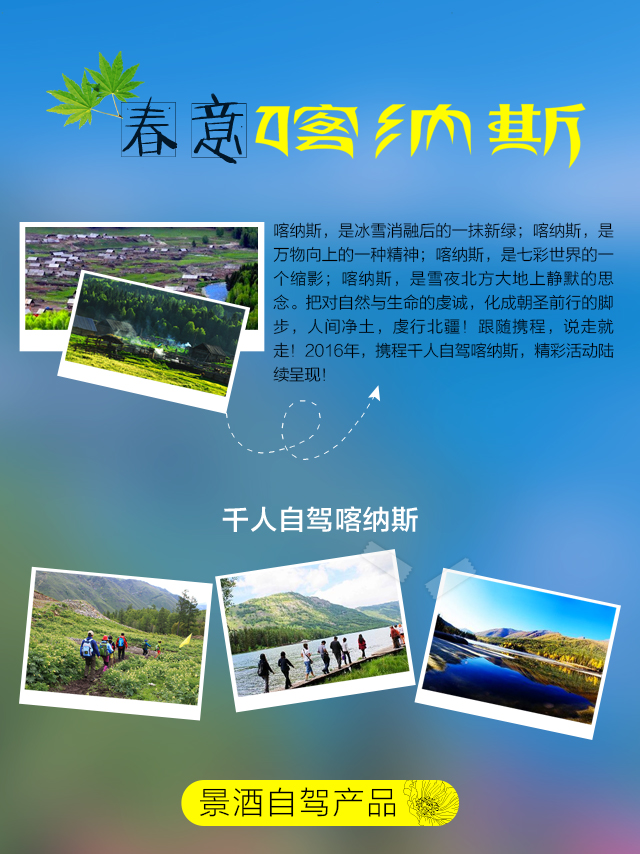 春意喀纳斯
喀纳斯，是冰雪消融后的一抹新绿；喀纳斯，是
万物向上的一种精神；喀纳斯，是七彩世界的一
个缩影；喀纳斯，是雪夜北方大地上静默的思
念。把对自然与生命的虔诚，化成朝圣前行的脚
步，人间净土，虔行北疆！跟随携程，说走就
走！2016年，携程千人自驾喀纳斯，精彩活动陆
续呈现！
千人自驾喀纳斯
景酒自驾产品